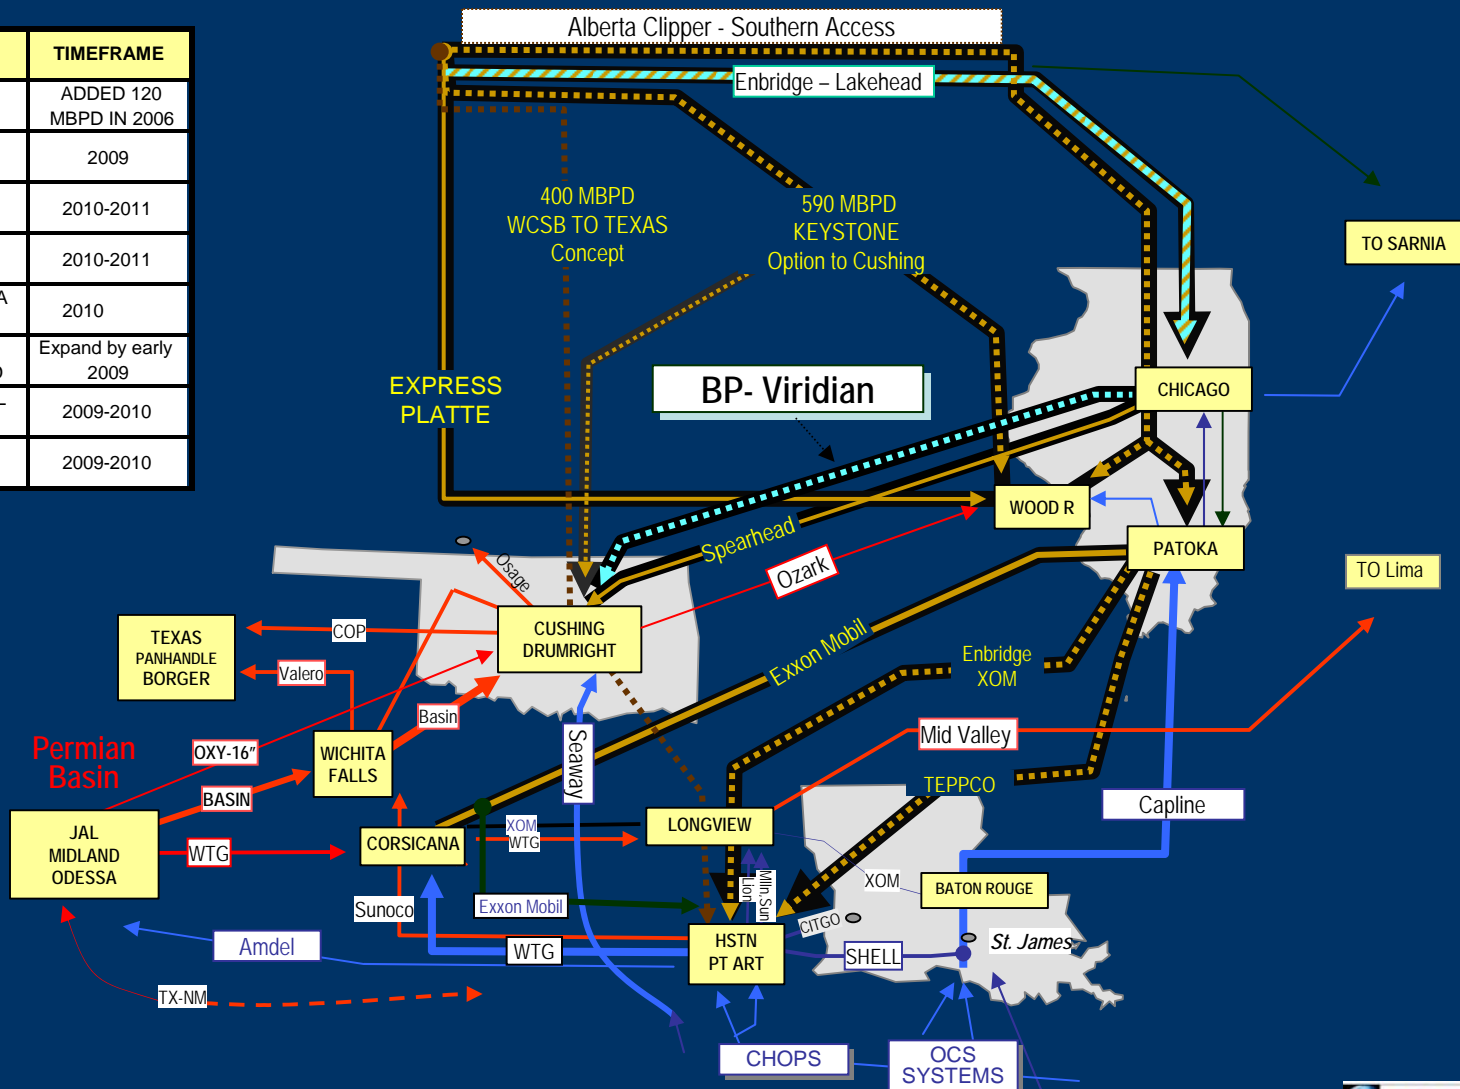 Alberta Clipper - Southern Access
TIMEFRAME
ADDED 120
MBPD IN 2006
2009
2010-2011
2010-2011
A
2010
Expand by early
2009
2009-2010
2009-2010
Enbridge – Lakehead
400 MBPD
WCSB TO TEXAS
Concept
590 MBPD
KEYSTONE
Option to Cushing
TO SARNIA
EXPRESS
PLATTE
BP- Viridian
CHICAGO
WOOD R
Spearhead
PATOKA
Osage
Ozark
TO Lima
TEXAS
PANHANDLE
BORGER
COP
CUSHING
DRUMRIGHT
Valero
Exxon Mobil
Enbridge
XOM
Basin
Permian
Basin
OXY-16”
WICHITA
FALLS
Seaway
Mid Valley
BASIN
TEPPCO
Capline
JAL
MIDLAND
ODESSA
WTG
CORSICANA
XOM
WTG
LONGVIEW
XOM
BATON ROUGE
Lion
Mlln,Sun
Sunoco
Exxon Mobil
CITGO
Amdel
WTG
HSTN
PT ART
SHELL
St. James
TX-NM
CHOPS
OCS
SYSTEMS